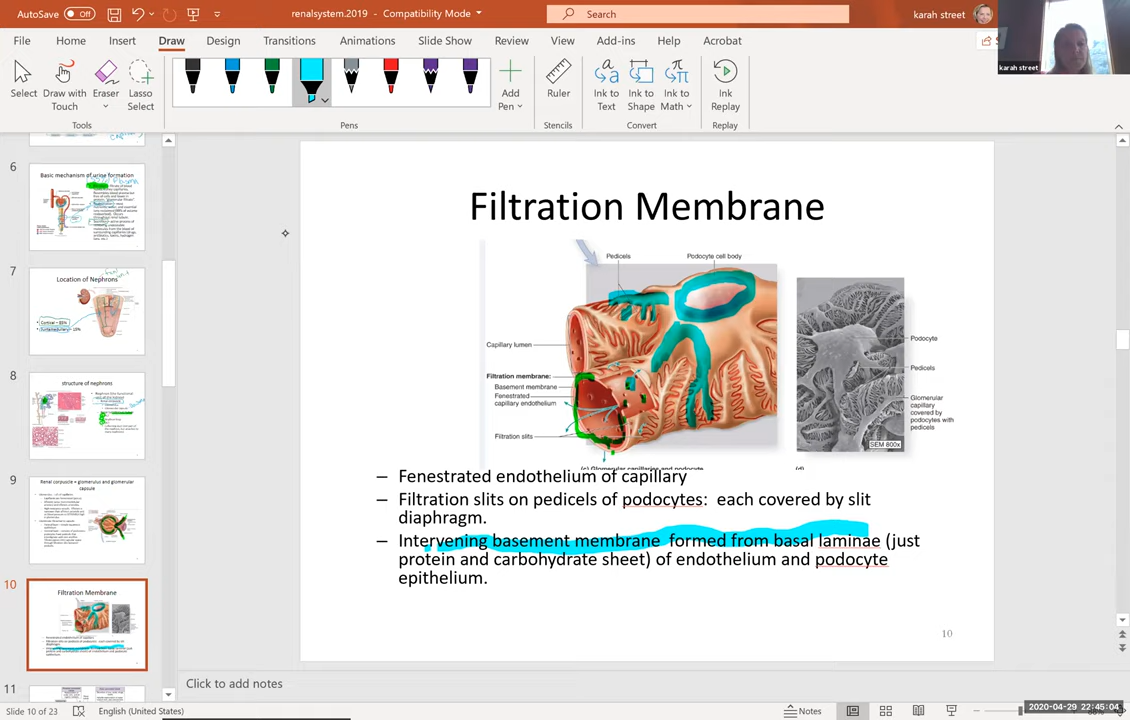 AutoSave Off
renalsystem.2019 - Compatibility Mode
Search
karah street
File Home Insert Draw Design Transitions Animations Slide Show Review View Add-ins Help Acrobat
Select
Draw with Touch
Eraser
Lasso Select
Add Pen
Ruler
Ink to Text
Ink to Shape
Ink to Math
Ink Replay
Tools
Pens
Stencils
Convert
Replay
karah street
6
Basic mechanism of urine formation
7
Location of Nephrons
8
structure of nephrons
9
Renal corpuscle = glomerulus and glomerular capsule
10
Filtration Membrane
11
Filtration Membrane
Pedicels
Podocyte cell body
Capillary lumen
Filtration membrane:
Basement membrane
Fenestrated
capillary endothelium
Filtration slits
(c) Glomerular capillaries and podocyte
Podocyte
Pedicels
Glomerular
capillary
covered by
podocytes with
pedicels
SEM 800x
(d)
– Fenestrated endothelium of capillary
– Filtration slits on pedicels of podocytes: each covered by slit
diaphragm.
– Intervening basement membrane formed from basal laminae (just
protein and carbohydrate sheet) of endothelium and podocyte
epithelium.
10
Click to add notes
Slide 10 of 23
English (United States)
Notes
2020-04-29 22:45:04